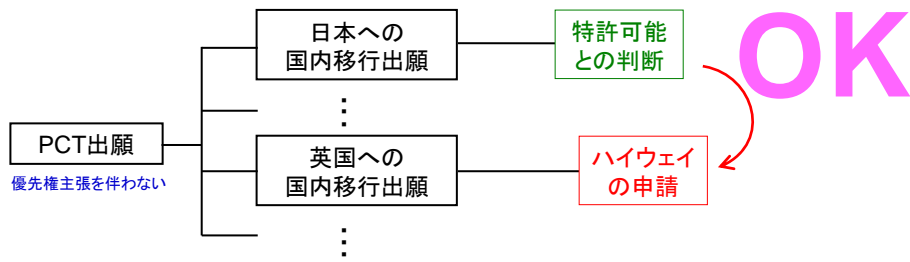 日本への
国内移行出願
特許可能
との判断
OK
⋮
PCT出願
優先権主張を伴わない
英国への
国内移行出願
ハイウェイ
の申請
⋮